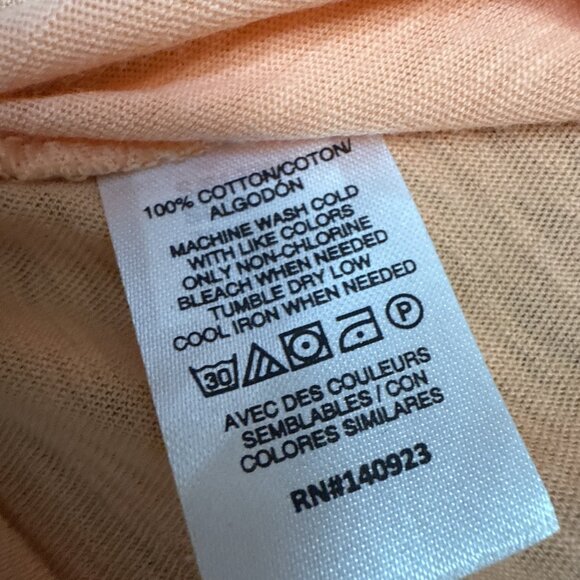 100% COTTON/COTON/
ALGODÓN
MACHINE WASH COLD
WITH LIKE COLORS
ONLY NON-CHLORINE
BLEACH WHEN NEEDED
TUMBLE DRY LOW
COOL IRON WHEN NEEDED
30 P
AVEC DES COULEURS
SEMBLABLES / CON
COLORES SIMILARES
RN#140923